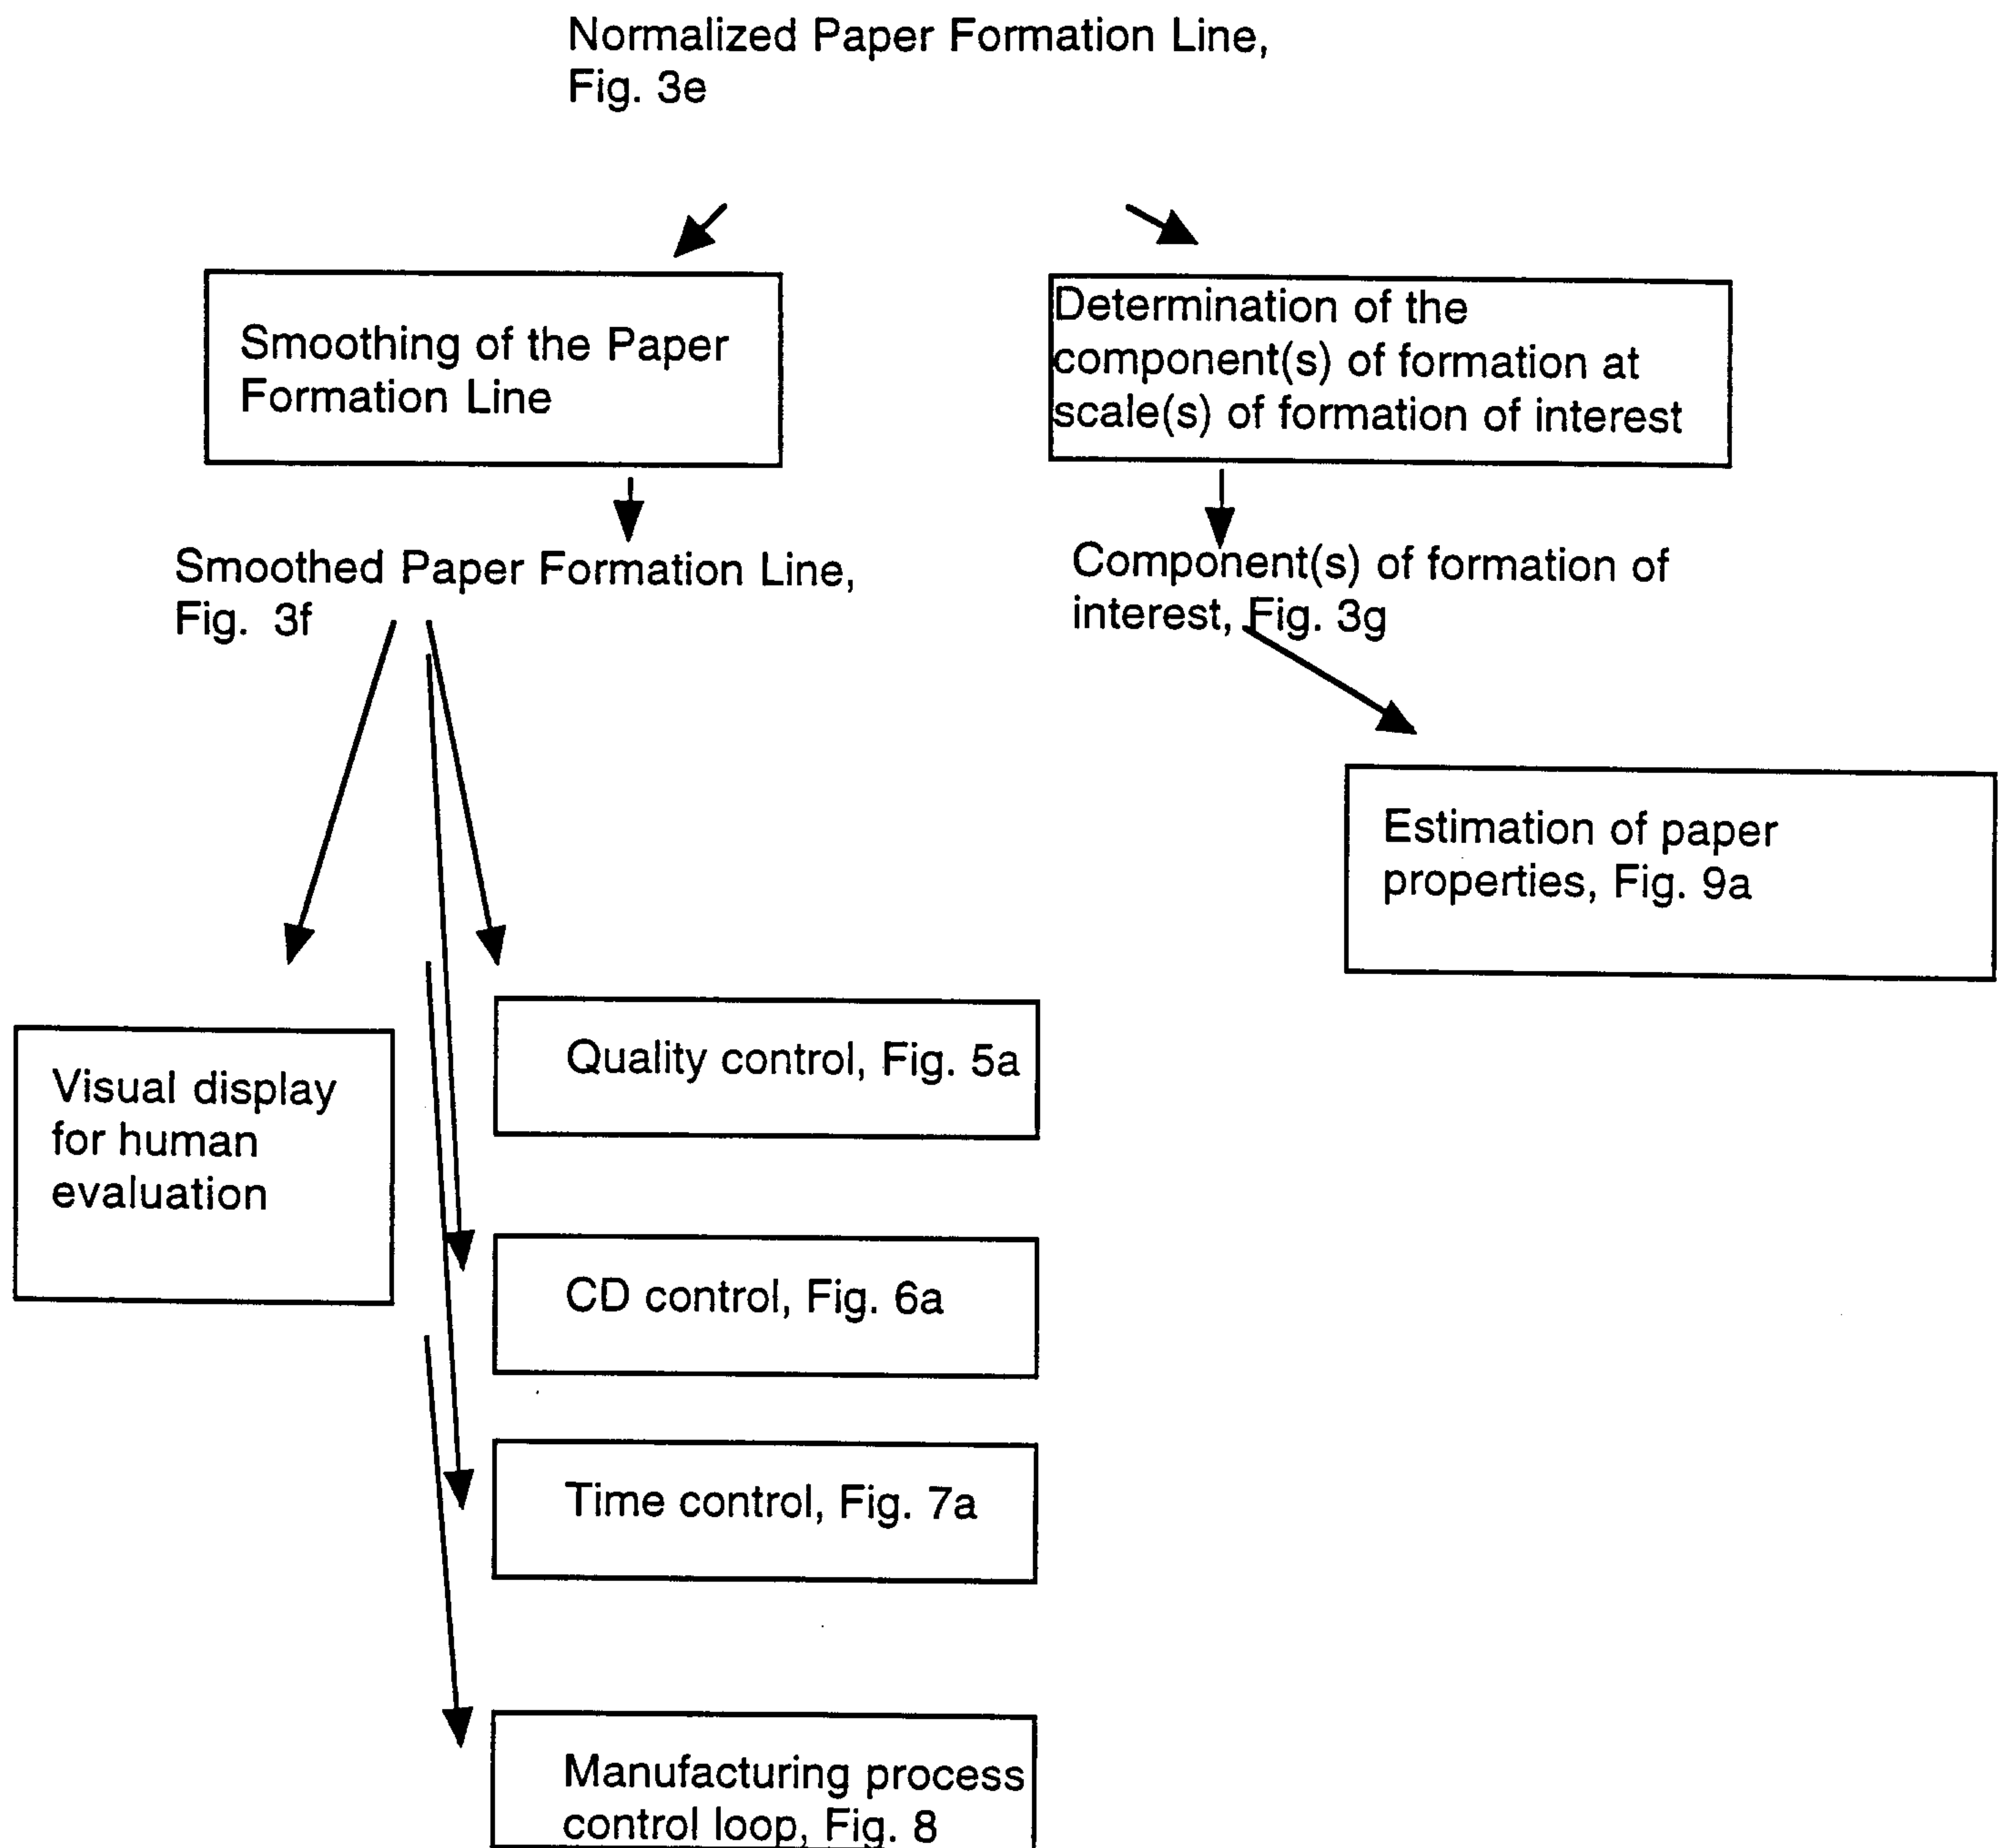 Normalized Paper Formation Line,
Fig. 3e
Smoothing of the Paper
Formation Line
Determination of the
component(s) of formation at
scale(s) of formation of interest
Smoothed Paper Formation Line,
Fig. 3f
Component(s) of formation of
interest, Fig. 3g
Estimation of paper
properties, Fig. 9a
Visual display
for human
evaluation
Quality control, Fig. 5a
CD control, Fig. 6a
Time control, Fig. 7a
Manufacturing process
control loop, Fig. 8